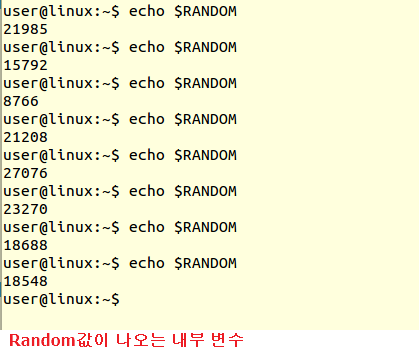 user@linux:~$ echo $RANDOM
21985
user@linux:~$ echo $RANDOM
15792
user@linux:~$ echo $RANDOM
8766
user@linux:~$ echo $RANDOM
21208
user@linux:~$ echo $RANDOM
27076
user@linux:~$ echo $RANDOM
23270
user@linux:~$ echo $RANDOM
18688
user@linux:~$ echo $RANDOM
18548
user@linux:~$
Random값이 나오는 내부 변수